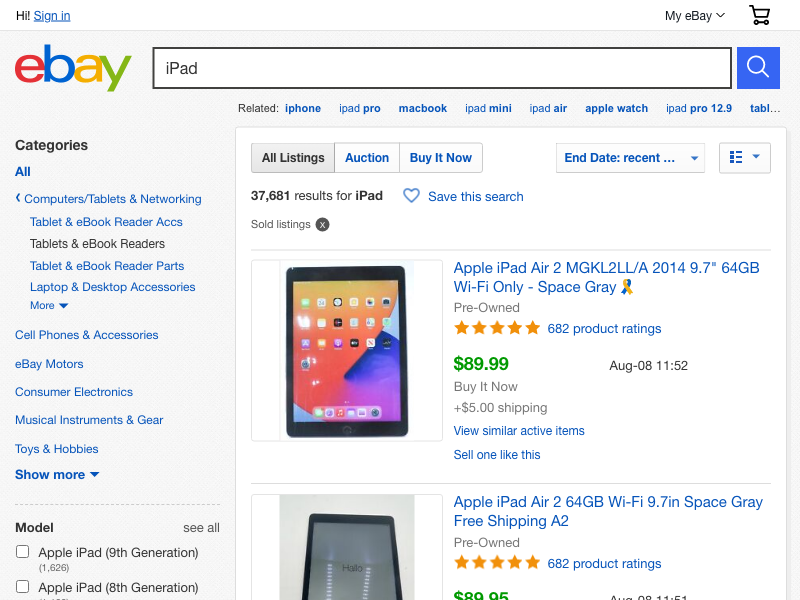 Hi! Sign in
My eBay
ebay
iPad
Related: iphone ipad pro macbook ipad mini ipad air apple watch ipad pro 12.9 tabl...
Categories
All
Computers/Tablets & Networking
Tablet & eBook Reader Accs
Tablets & eBook Readers
Tablet & eBook Reader Parts
Laptop & Desktop Accessories
More
Cell Phones & Accessories
eBay Motors
Consumer Electronics
Musical Instruments & Gear
Toys & Hobbies
Show more
Model see all
Apple iPad (9th Generation)
(1,626)
Apple iPad (8th Generation)
All Listings Auction Buy It Now
End Date: recent ...
37,681 results for iPad
Save this search
Sold listings x
Apple iPad Air 2 MGKL2LL/A 2014 9.7" 64GB
Wi-Fi Only - Space Gray
Pre-Owned
682 product ratings
$89.99
Aug-08 11:52
Buy It Now
+$5.00 shipping
View similar active items
Sell one like this
Hallo
Apple iPad Air 2 64GB Wi-Fi 9.7in Space Gray
Free Shipping A2
Pre-Owned
682 product ratings
$89.95
Aug-08 11:51